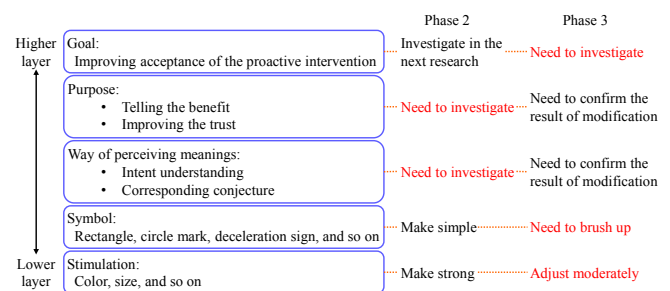 Phase 2 Phase 3
Higher layer
Goal:
Improving acceptance of the proactive intervention
Investigate in the next research
Need to investigate
Purpose:
• Telling the benefit
• Improving the trust
Need to investigate
Need to confirm the result of modification
Way of perceiving meanings:
• Intent understanding
• Corresponding conjecture
Need to investigate
Need to confirm the result of modification
Symbol:
Rectangle, circle mark, deceleration sign, and so on
Make simple
Need to brush up
Lower layer
Stimulation:
Color, size, and so on
Make strong
Adjust moderately